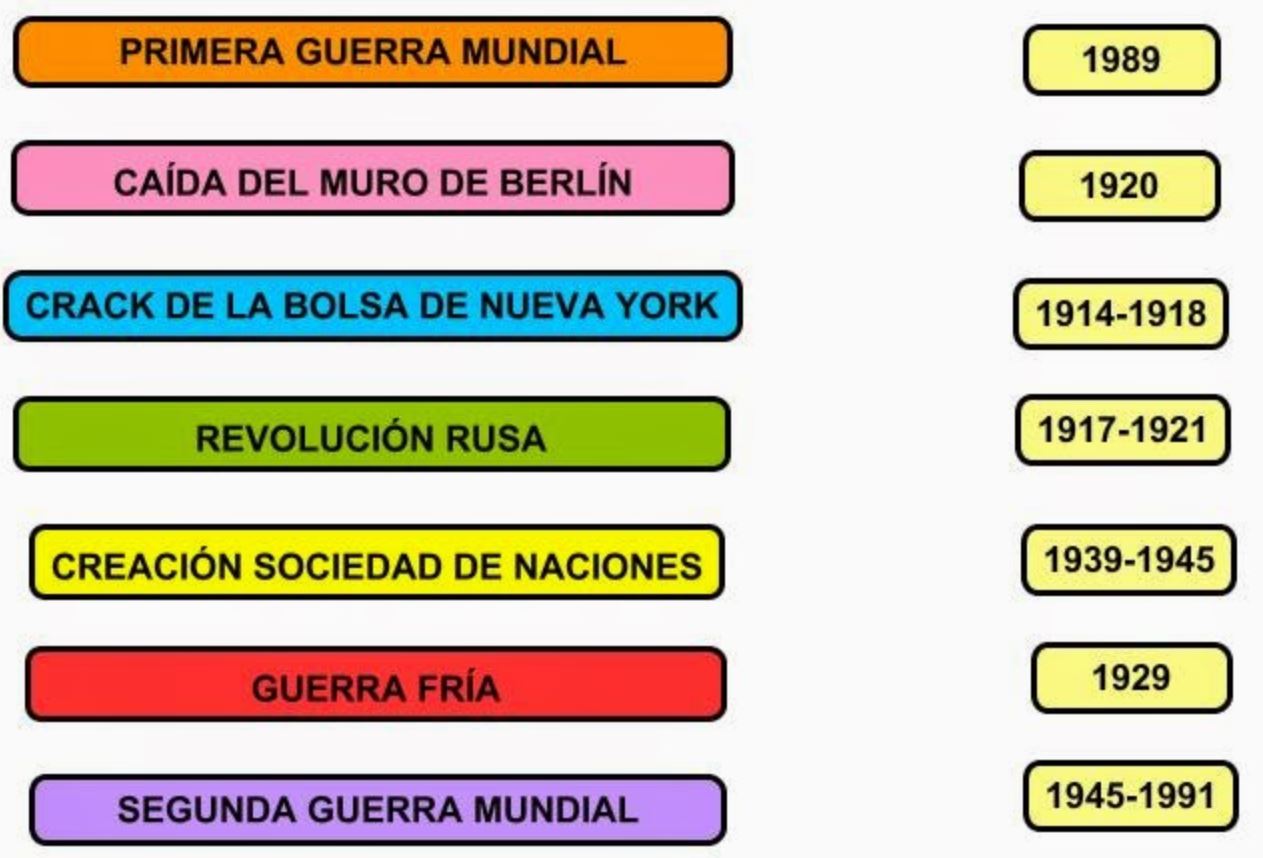 PRIMERA GUERRA MUNDIAL
1989
CAÍDA DEL MURO DE BERLÍN
1920
CRACK DE LA BOLSA DE NUEVA YORK
1914-1918
REVOLUCIÓN RUSA
1917-1921
CREACIÓN SOCIEDAD DE NACIONES
1939-1945
GUERRA FRÍA
1929
SEGUNDA GUERRA MUNDIAL
1945-1991